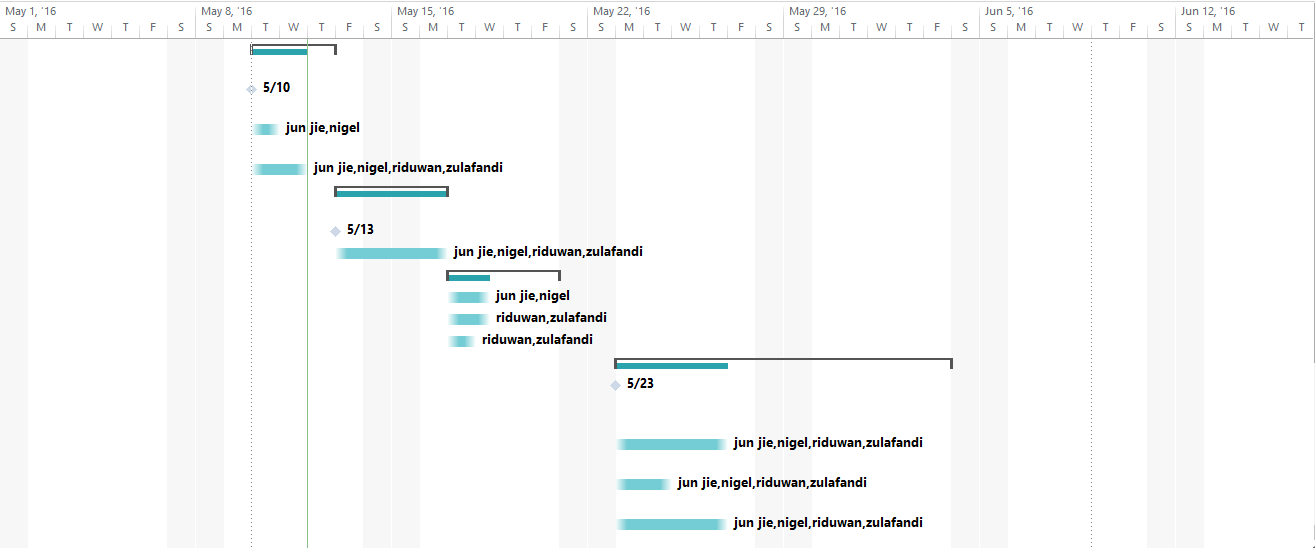 May 1, '16 May 8, '16 May 15, '16 May 22, '16 May 29, '16 Jun 5, '16 Jun 12, '16
S M T W T F S S M T W T F S S M T W T F S S M T W T F S S M T W T F S S M T W T F S S M T W T
5/10
jun jie,nigel
jun jie,nigel,riduwan,zulafandi
5/13
jun jie,nigel,riduwan,zulafandi
jun jie,nigel
riduwan,zulafandi
riduwan,zulafandi
5/23
jun jie,nigel,riduwan,zulafandi
jun jie,nigel,riduwan,zulafandi
jun jie,nigel,riduwan,zulafandi